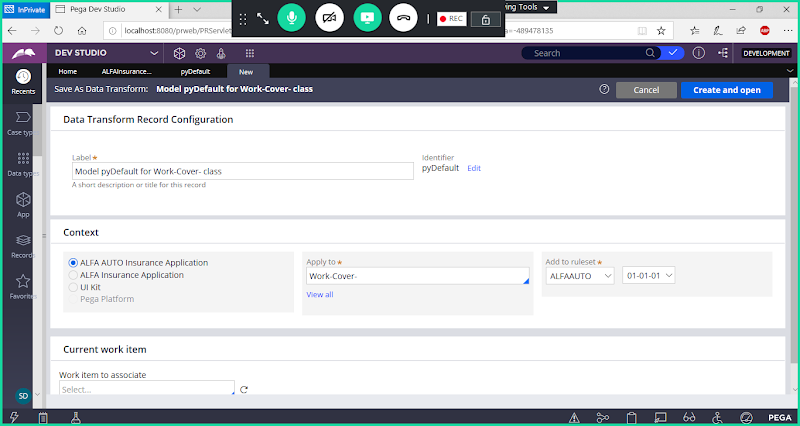 InPrivate
Pega Dev Studio
ving Tools
https://localhost:8080/prweb/PRServlet
a=-489478135
REC
ABP
DEV STUDIO
Search
DEVELOPMENT
Recents
Home
ALFAInsurance...
pyDefault
New
Save As Data Transform: Model pyDefault for Work-Cover- class
Cancel
Create and open
Data Transform Record Configuration
Case typ
Label *
Identifier
Model pyDefault for Work-Cover- class
pyDefault
Edit
Data type
A short description or title for this record
App
Context
Records
ALFA AUTO Insurance Application
ALFA Insurance Application
UI Kit
Pega Platform
Apply to *
Work-Cover-
View all
Add to ruleset *
ALFAAUTO
01-01-01
Favorite
Current work item
Work item to associate
Select...
SD
PEGA